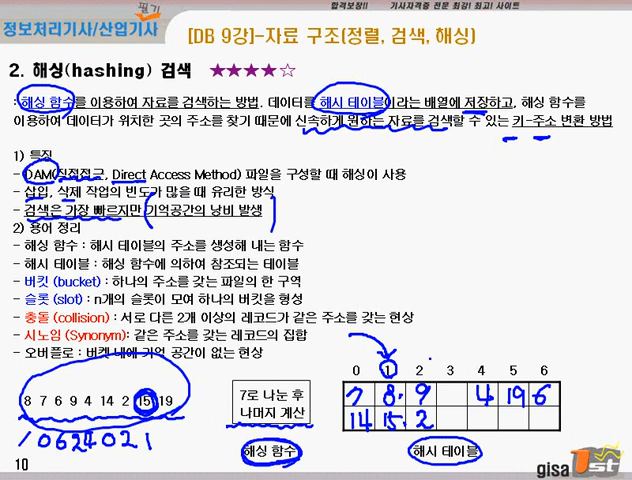 합격보장!! 기사자격증 전문 최강! 최고! 사이트
필기
정보처리기사/산업기사
[DB 9강]-자료 구조(정렬, 검색, 해싱)
2. 해싱(hashing) 검색 ★★★★☆
: 해싱 함수를 이용하여 자료를 검색하는 방법. 데이터를 해시 테이블이라는 배열에 저장하고, 해싱 함수를
이용하여 데이터가 위치한 곳의 주소를 찾기 때문에 신속하게 원하는 자료를 검색할 수 있는 키-주소 변환 방법
1) 특징
- DAM(직접접근, Direct Access Method) 파일을 구성할 때 해싱이 사용
- 삽입, 삭제 작업의 빈도가 많을 때 유리한 방식
- 검색은 가장 빠르지만 기억공간의 낭비 발생
2) 용어 정리
- 해싱 함수 : 해시 테이블의 주소를 생성해 내는 함수
- 해시 테이블 : 해싱 함수에 의하여 참조되는 테이블
- 버킷 (bucket) : 하나의 주소를 갖는 파일의 한 구역
- 슬롯 (slot) : n개의 슬롯이 모여 하나의 버킷을 형성
- 충돌 (collision) : 서로 다른 2개 이상의 레코드가 같은 주소를 갖는 현상
- 시노임 (Synonym): 같은 주소를 갖는 레코드의 집합
- 오버플로 : 버켓 내에 기억 공간이 없는 현상
0 1 2 3 4 5 6
8 7 6 9 4 14 2 15 19
7로 나눈 후
나머지 계산
7 8 9 4 19 6
14 15 2
1 0 6 2 4 0 2 1
해싱 함수
해시 테이블
10
gisa 1st